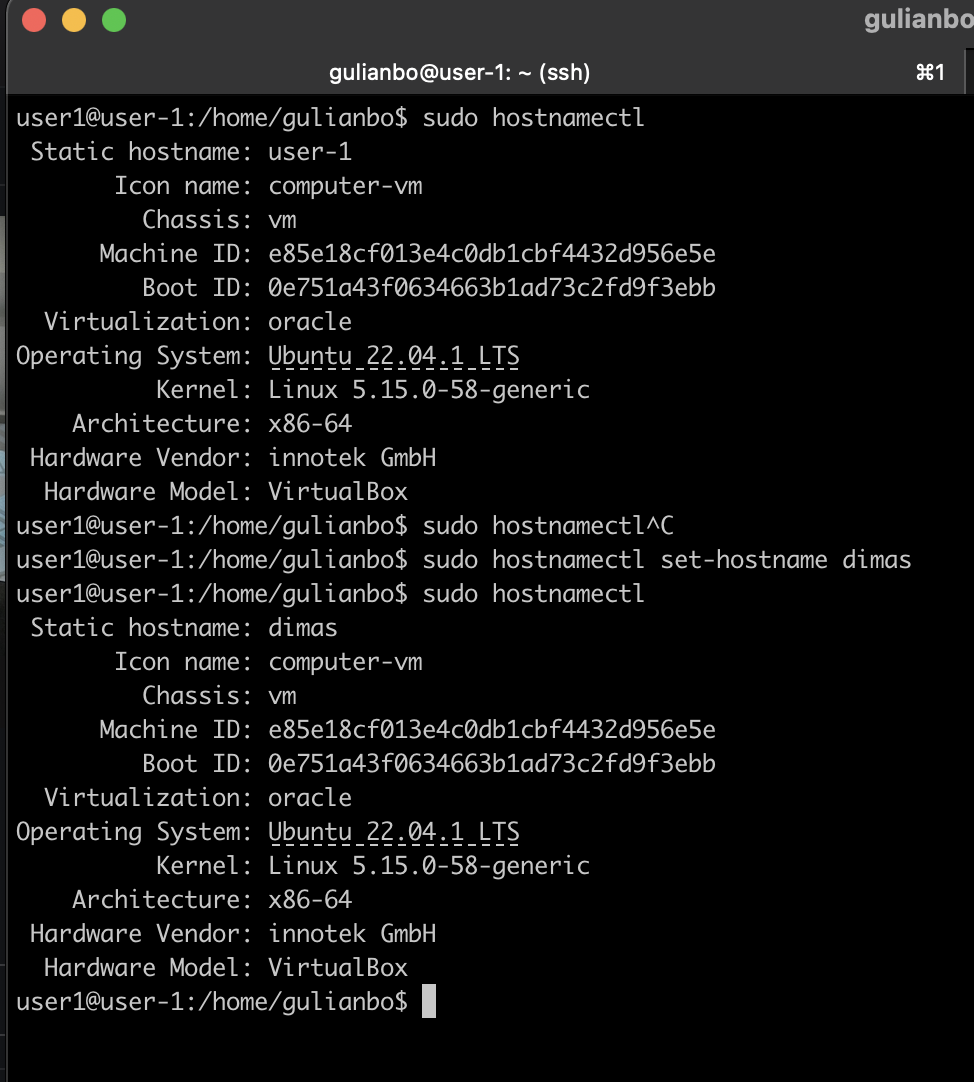 gulianbo
gulianbo@user-1: ~ (ssh) ⌘1
user1@user-1:/home/gulianbo$ sudo hostnamectl
Static hostname: user-1
Icon name: computer-vm
Chassis: vm
Machine ID: e85e18cf013e4c0db1cbf4432d956e5e
Boot ID: 0e751a43f0634663b1ad73c2fd9f3ebb
Virtualization: oracle
Operating System: Ubuntu 22.04.1 LTS
Kernel: Linux 5.15.0-58-generic
Architecture: x86-64
Hardware Vendor: innotek GmbH
Hardware Model: VirtualBox
user1@user-1:/home/gulianbo$ sudo hostnamectl^C
user1@user-1:/home/gulianbo$ sudo hostnamectl set-hostname dimas
user1@user-1:/home/gulianbo$ sudo hostnamectl
Static hostname: dimas
Icon name: computer-vm
Chassis: vm
Machine ID: e85e18cf013e4c0db1cbf4432d956e5e
Boot ID: 0e751a43f0634663b1ad73c2fd9f3ebb
Virtualization: oracle
Operating System: Ubuntu 22.04.1 LTS
Kernel: Linux 5.15.0-58-generic
Architecture: x86-64
Hardware Vendor: innotek GmbH
Hardware Model: VirtualBox
user1@user-1:/home/gulianbo$